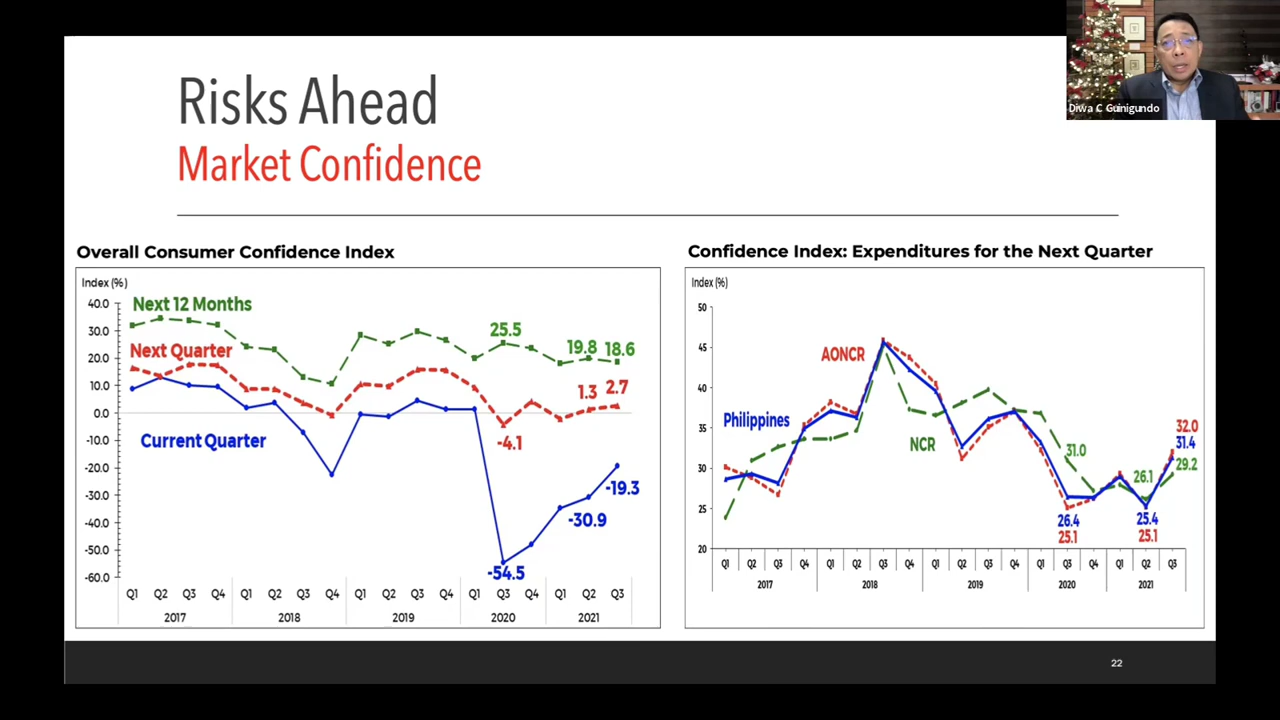 Diwa C Guinigundo
Risks Ahead
Market Confidence
Overall Consumer Confidence Index
Index (%)
40.0
30.0
20.0
10.0
0.0
-10.0
-20.0
-30.0
-40.0
-50.0
-60.0
Next 12 Months
Next Quarter
Current Quarter
25.5
19.8 18.6
1.3 2.7
-4.1
-19.3
-30.9
-54.5
Q1 Q2 Q3 Q4 Q1 Q2 Q3 Q4 Q1 Q2 Q3 Q4 Q1 Q3 Q4 Q1 Q2 Q3
2017 2018 2019 2020 2021
Confidence Index: Expenditures for the Next Quarter
Index (%)
50
45
40
35
30
25
20
AONCR
Philippines
NCR
31.0
26.4
25.1
26.1
25.4
25.1
32.0
31.4
29.2
Q1 Q2 Q3 Q4 Q1 Q2 Q3 Q4 Q1 Q2 Q3 Q4 Q1 Q3 Q4 Q1 Q2 Q3
2017 2018 2019 2020 2021
22